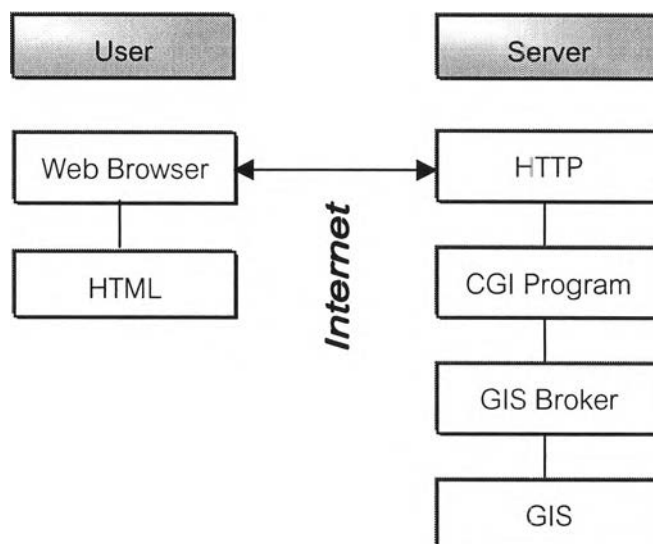 User
Server
Web Browser
HTTP
Internet
HTML
CGI Program
GIS Broker
GIS